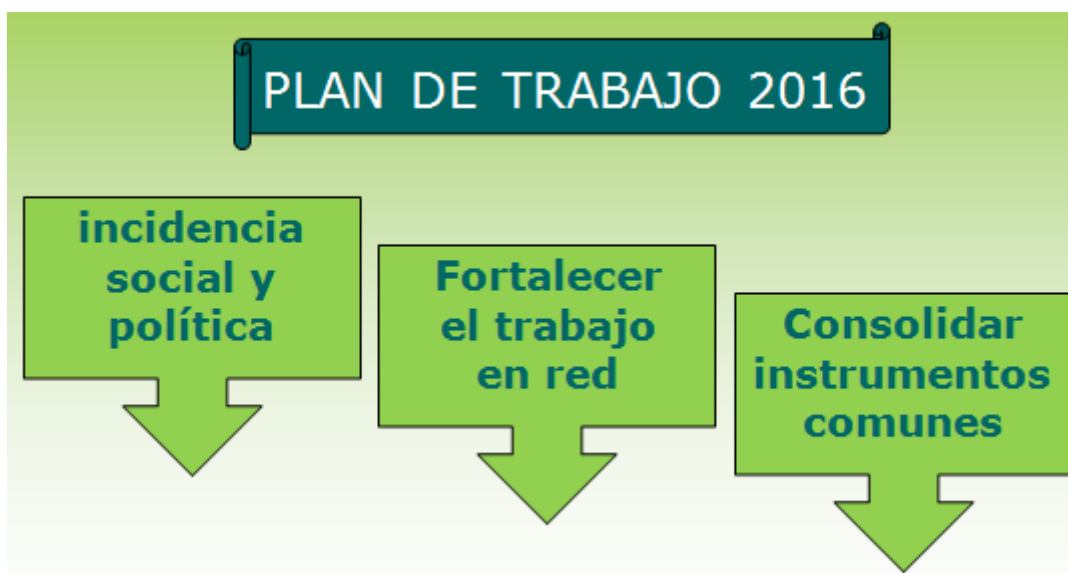 PLAN DE TRABAJO 2016
incidencia
social y
política
Fortalecer
el trabajo
en red
Consolidar
instrumentos
comunes